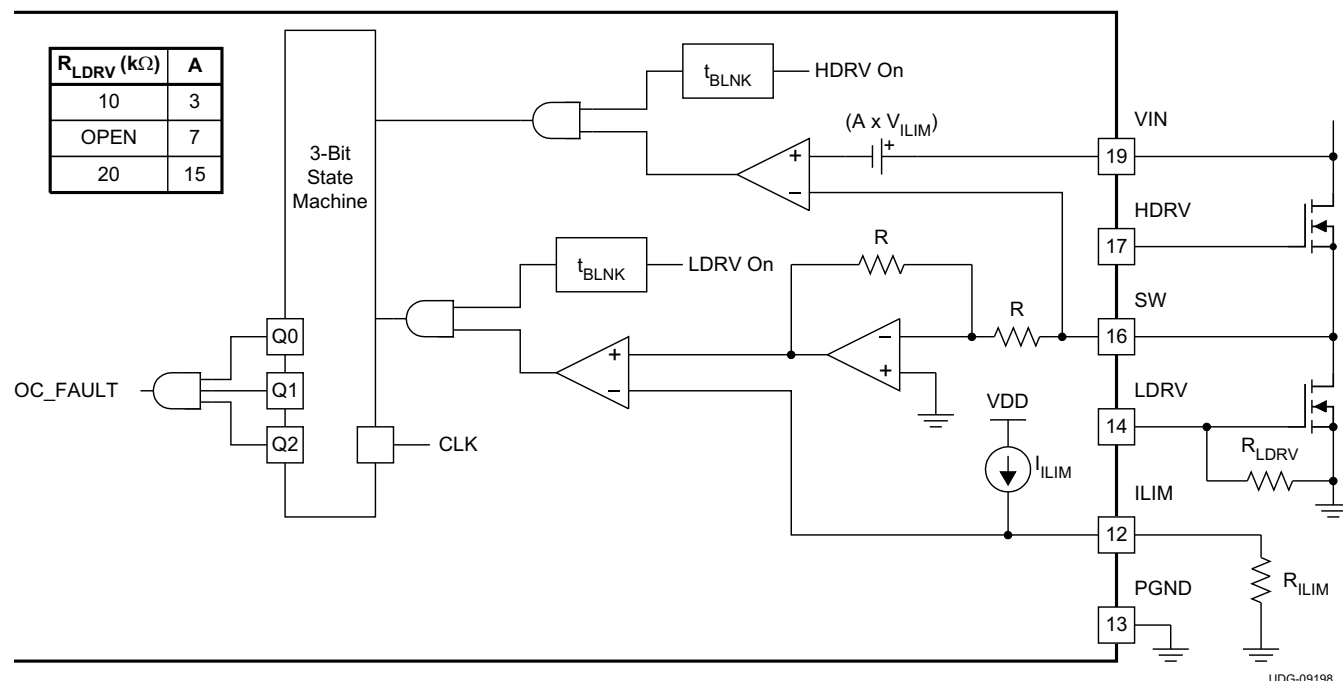 R_LDRV (kΩ) A
10 3
OPEN 7
20 15
3-Bit
State
Machine
t_BLNK
HDRV On
(A x V_ILIM)
+
+
−
VIN
19
HDRV
17
t_BLNK
LDRV On
R
R
SW
16
+
−
−
+
LDRV
14
R_LDRV
Q0
Q1
Q2
OC_FAULT
CLK
VDD
I_ILIM
ILIM
12
R_ILIM
PGND
13
UDG-09198